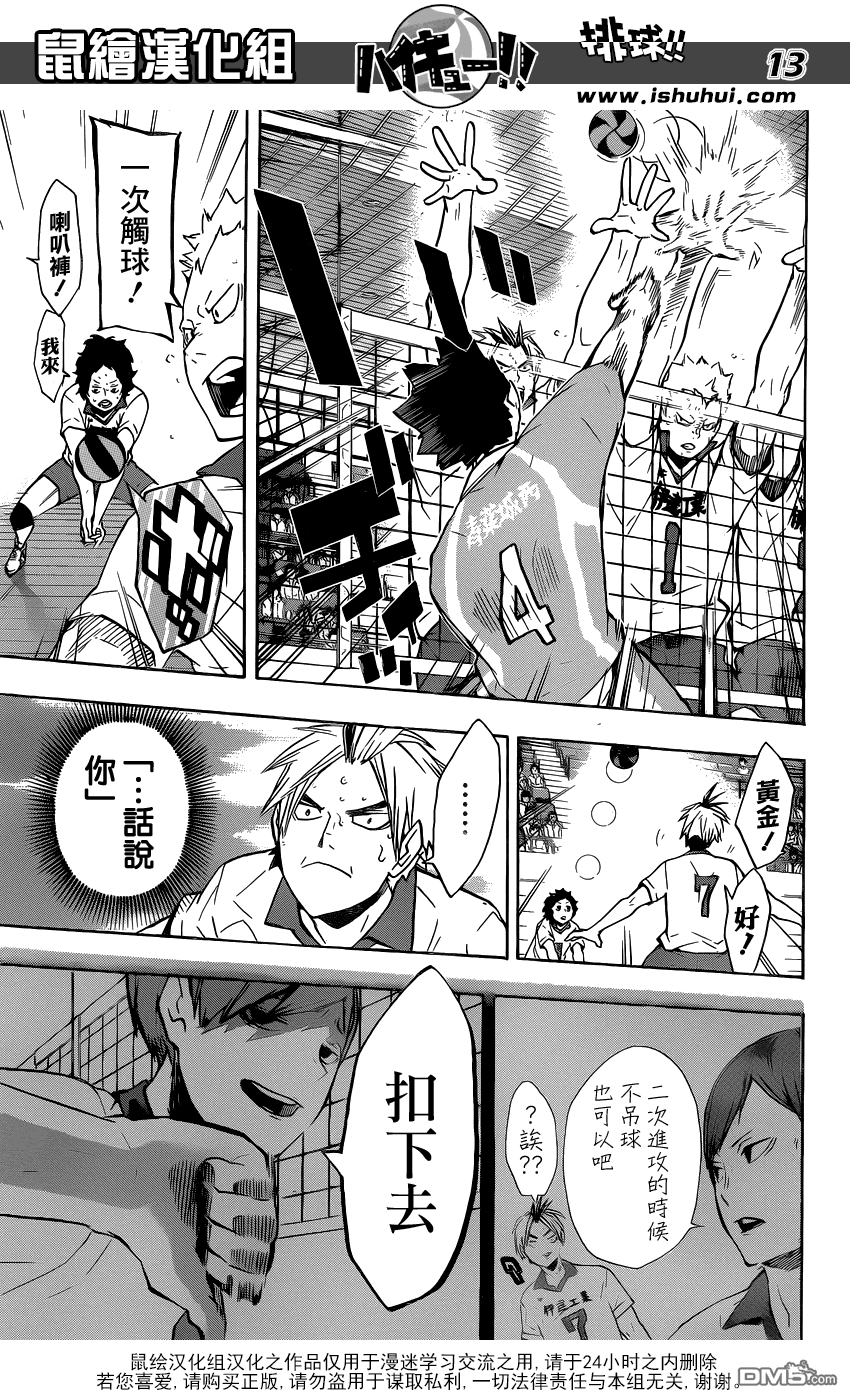 鼠繪漢化組
ハイキュー!!
排球!!
13
www.ishuhui.com
青葉城西
4
伊達工業
1
一次觸球！
喇叭褲！
我來
黃金！
好！
7
……
「…話說
你」
二次進攻的時候
不吊球
也可以吧
？誒??
伊達工業
7
扣下去
鼠绘汉化组汉化之作品仅用于漫迷学习交流之用, 请于24小时之内删除
若您喜爱, 请购买正版, 请勿盗用于谋取私利, 一切法律责任与本组无关, 谢谢。
DM5.com